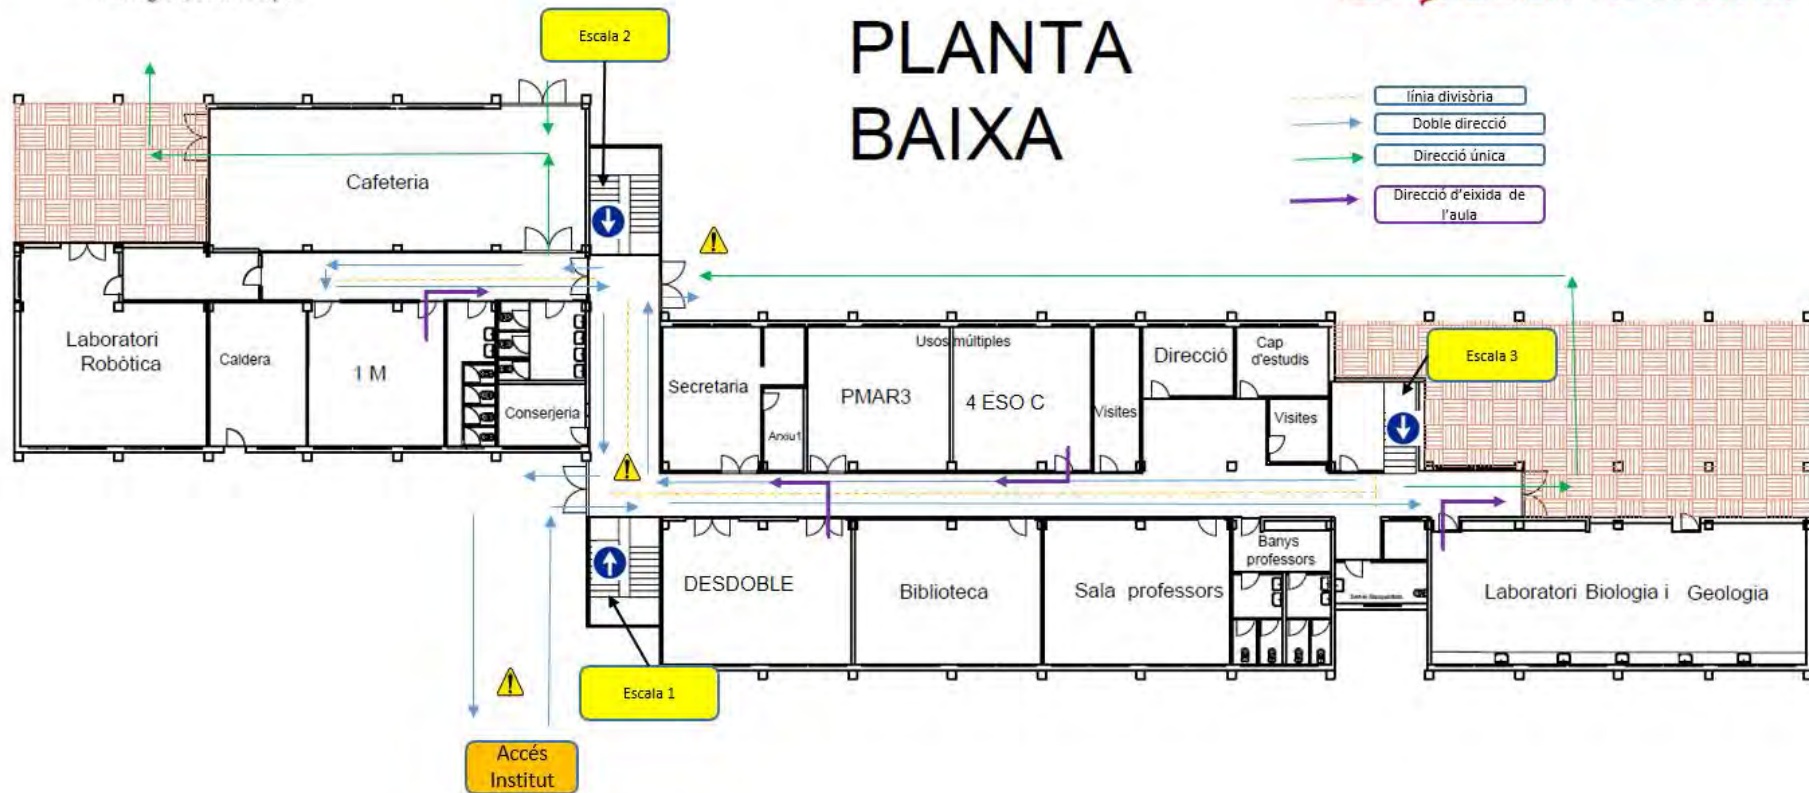 PLANTA
BAIXA
Escala 2
línia divisòria
Doble direcció
Direcció única
Direcció d'eixida de
l'aula
Cafeteria
Laboratori
Robòtica
Caldera
1 M
Conserjeria
Secretaria
Arxiu1
Usos múltiples
PMAR3
4 ESO C
Visites
Direcció
Cap
d'estudis
Visites
Escala 3
DESDOBLE
Biblioteca
Sala professors
Banys
professors
Laboratori Biologia i Geologia
Escala 1
Accés
Institut